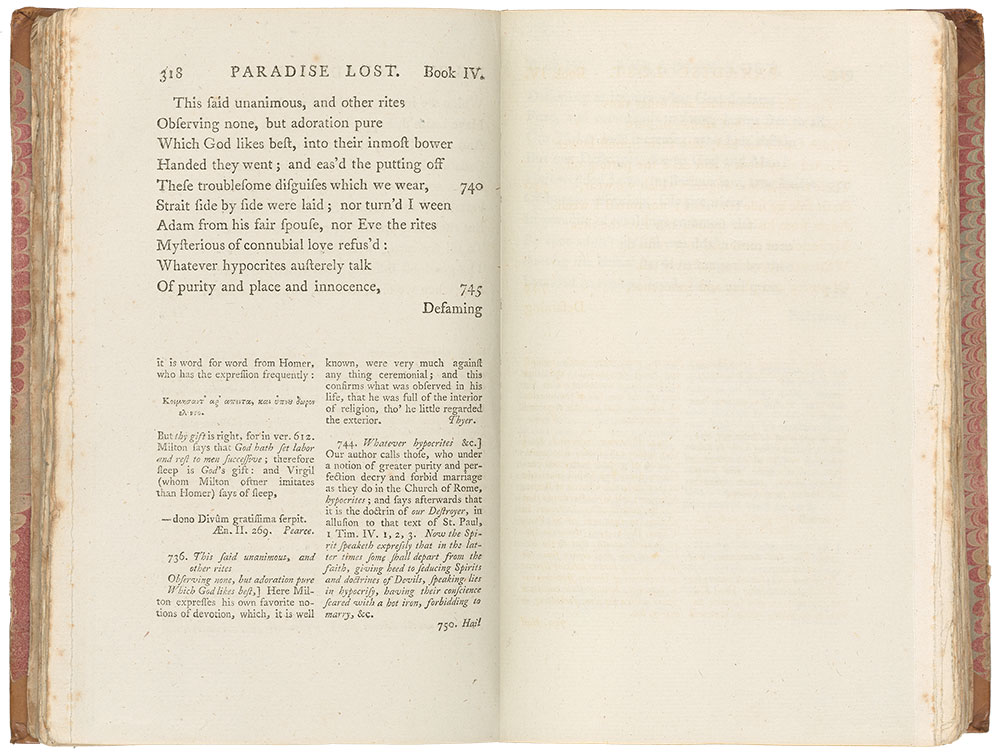 318 PARADISE LOST. Book IV.
This ſaid unanimous, and other rites
Obſerving none, but adoration pure
Which God likes beſt, into their inmoſt bower
Handed they went; and eas'd the putting off
Theſe troubleſome diſguiſes which we wear, 740
Strait ſide by ſide were laid; nor turn'd I ween
Adam from his fair ſpouſe, nor Eve the rites
Myſterious of connubial love refus'd:
Whatever hypocrites auſterely talk
Of purity and place and innocence, 745
Defaming
it is word for word from Homer,
who has the expreſſion frequently:
But thy gift is right, for in ver. 612.
Milton ſays that God hath ſet labor
and reſt to men ſucceſſive; therefore
ſleep is God's gift: and Virgil
(whom Milton oftner imitates
than Homer) ſays of ſleep,
—dono Divûm gratiſſima ſerpit.
Æn. II. 269. Pearce.
736. This ſaid unanimous, and
other rites
Obſerving none, but adoration pure
Which God likes beſt,] Here Mil-
ton expreſſes his own favorite no-
tions of devotion, which, it is well
known, were very much againſt
any thing ceremonial; and this
confirms what was obſerved in his
life, that he was full of the interior
of religion, tho' he little regarded
the exterior. Thyer.
744. Whatever hypocrites &c.]
Our author calls thoſe, who under
a notion of greater purity and per-
fection decry and forbid marriage
as they do in the Church of Rome,
hypocrites; and ſays afterwards that
it is the doctrin of our Deſtroyer, in
alluſion to that text of St. Paul,
1 Tim. IV. 1, 2, 3. Now the Spi-
rit ſpeaketh expreſſly that in the lat-
ter times ſome ſhall depart from the
faith, giving heed to ſeducing Spirits
and doctrines of Devils, ſpeaking lies
in hypocriſy, having their conſcience
ſeared with a hot iron, forbidding to
marry, &c.
750. Hail